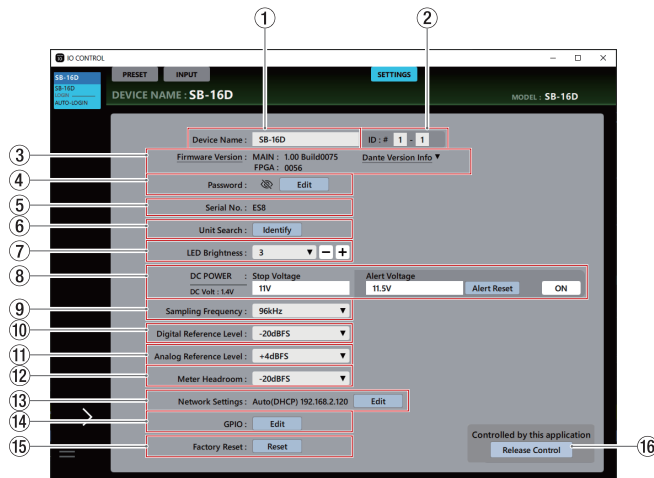 ① ②
IO CONTROL
SB-16D
SB-16D
LOGIN
AUTO-LOGIN
PRESET INPUT SETTINGS
DEVICE NAME : SB-16D MODEL : SB-16D
Device Name : SB-16D ID : # 1 - 1
③ Firmware Version : MAIN : 1.00 Build0075 Dante Version Info ▼
FPGA : 0056
④ Password : Edit
⑤ Serial No. : ES8
⑥ Unit Search : Identify
⑦ LED Brightness : 3 ▼ − +
⑧ DC POWER : Stop Voltage Alert Voltage
DC Volt : 1.4V 11V 11.5V Alert Reset ON
⑨ Sampling Frequency : 96kHz ▼
⑩ Digital Reference Level : -20dBFS ▼
⑪ Analog Reference Level : +4dBFS ▼
⑫ Meter Headroom : -20dBFS ▼
⑬ Network Settings : Auto(DHCP) 192.168.2.120 Edit
⑭ GPIO : Edit
⑮ Factory Reset : Reset
Controlled by this application
Release Control ⑯